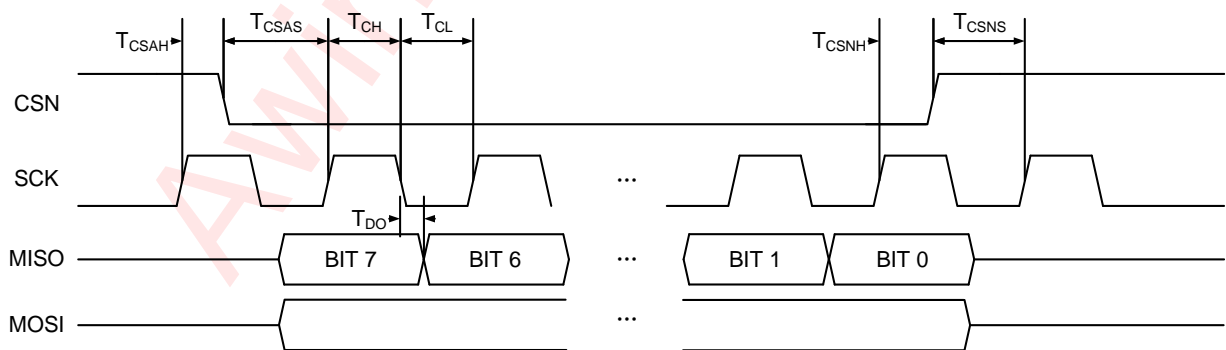 TCSAH TCSAS TCH TCL TCSNH TCSNS
CSN
SCK ...
TDO
MISO BIT 7 BIT 6 ... BIT 1 BIT 0
MOSI ...